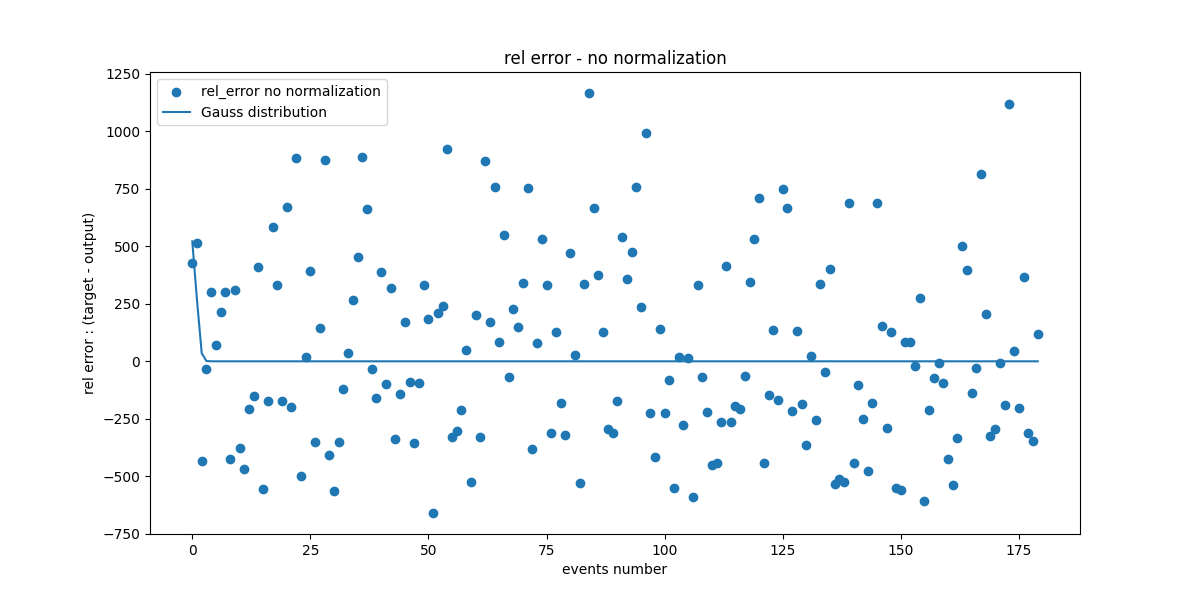 rel error - no normalization
rel_error no normalization
Gauss distribution
rel error : (target - output)
1250
1000
750
500
250
0
−250
−500
−750
0 25 50 75 100 125 150 175
events number